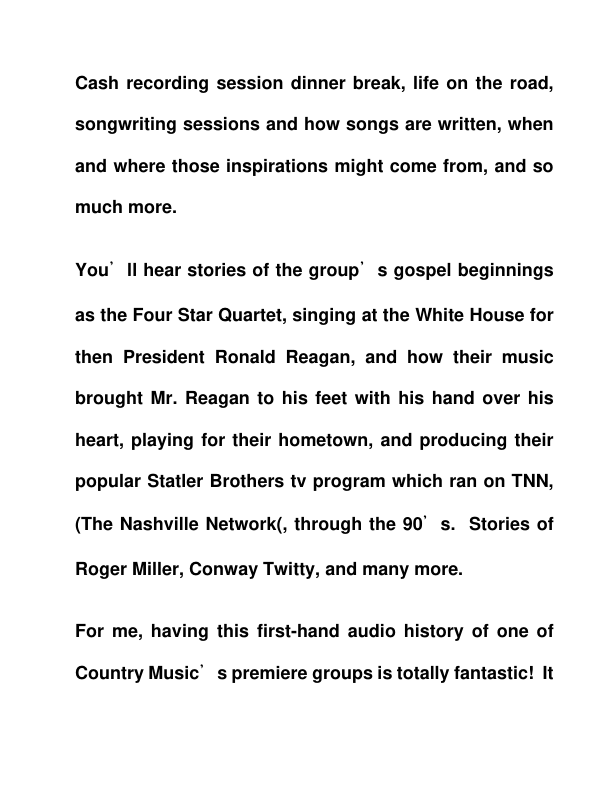 Cash recording session dinner break, life on the road,
songwriting sessions and how songs are written, when
and where those inspirations might come from, and so
much more.
You’ll hear stories of the group’s gospel beginnings
as the Four Star Quartet, singing at the White House for
then President Ronald Reagan, and how their music
brought Mr. Reagan to his feet with his hand over his
heart, playing for their hometown, and producing their
popular Statler Brothers tv program which ran on TNN,
(The Nashville Network(, through the 90’s.  Stories of
Roger Miller, Conway Twitty, and many more.
For me, having this first-hand audio history of one of
Country Music’s premiere groups is totally fantastic!  It